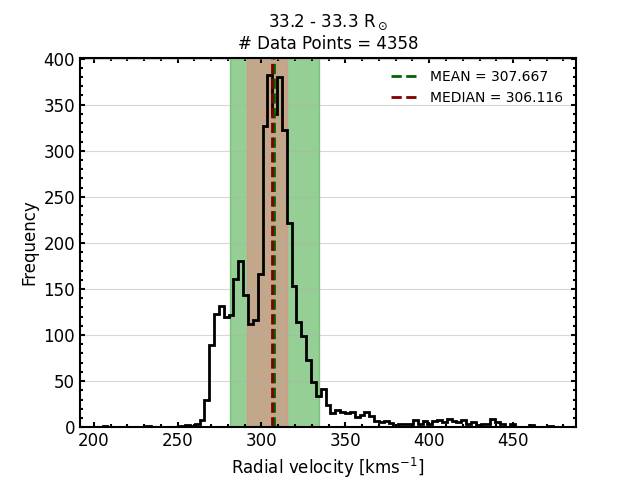 33.2 - 33.3 R⊙
# Data Points = 4358
400
350
300
250
200
150
100
50
0
Frequency
MEAN = 307.667
MEDIAN = 306.116
200 250 300 350 400 450
Radial velocity [kms⁻¹]